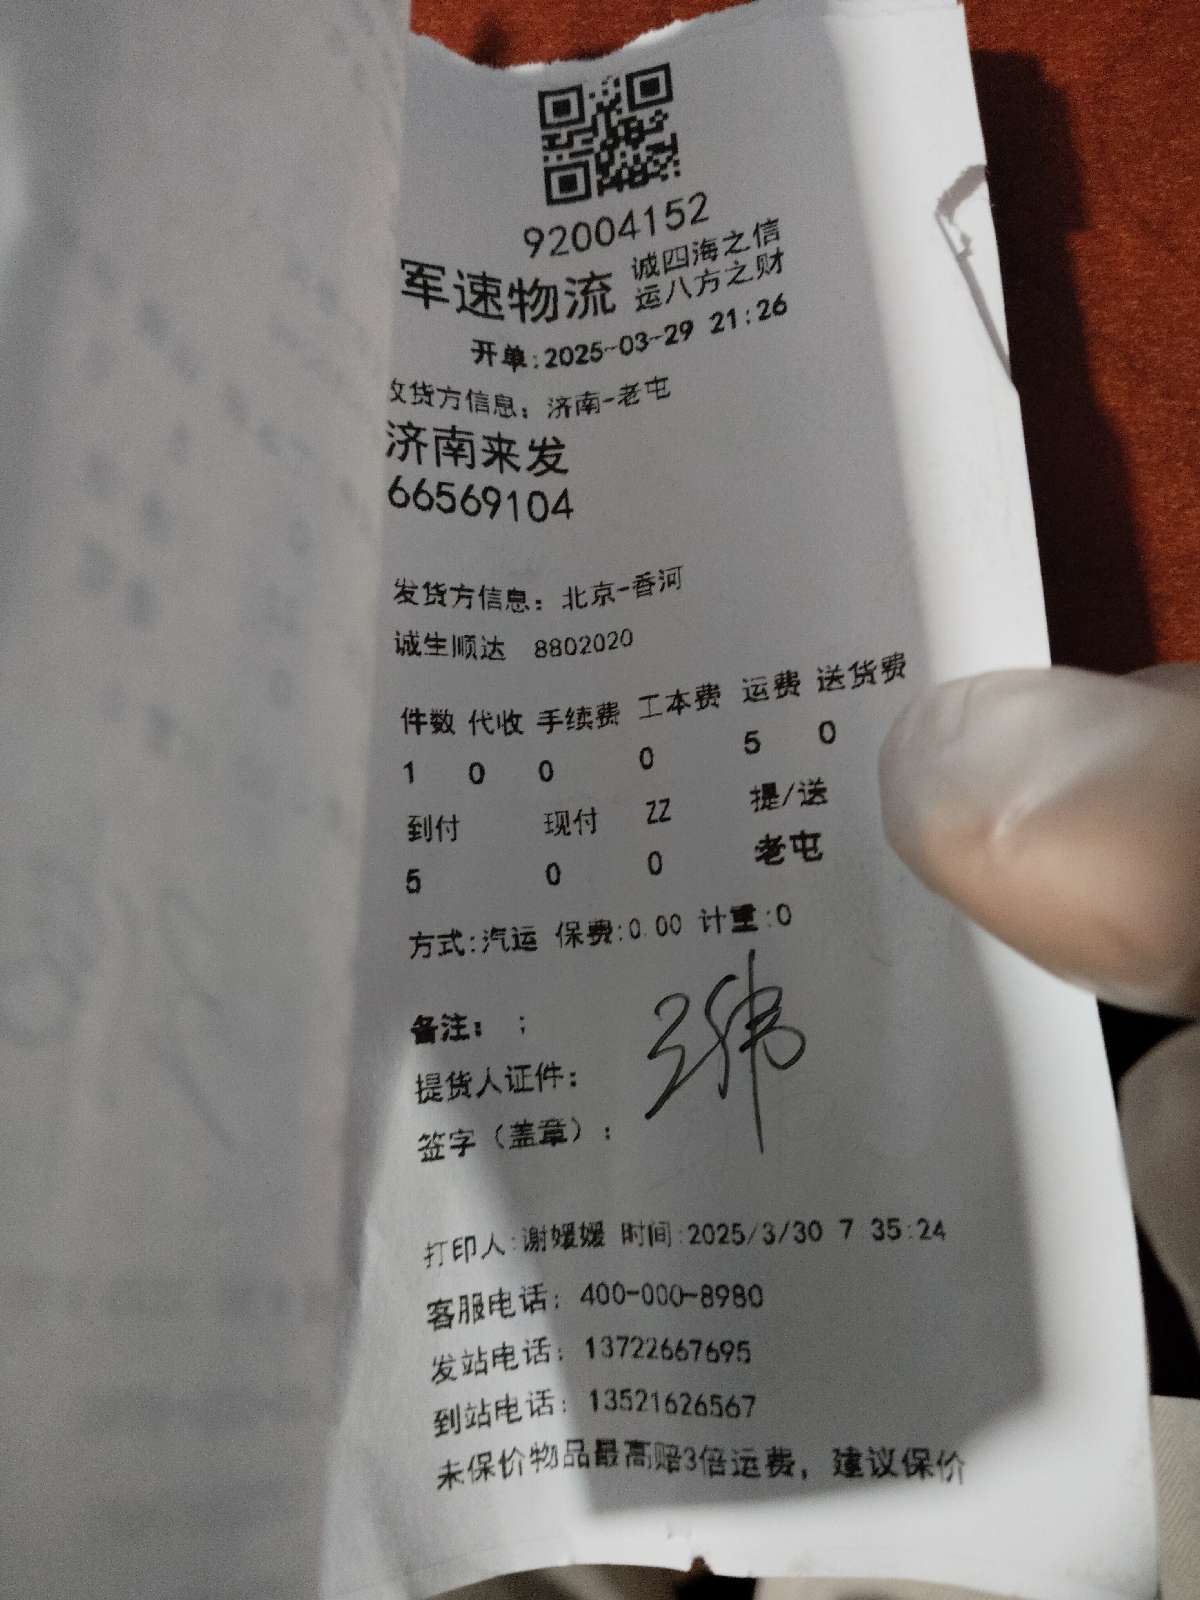 92004152
军速物流 诚四海之信
运八方之财
开单:2025-03-29 21:26
收货方信息: 济南-老屯
济南来发
66569104
发货方信息: 北京-香河
诚生顺达 8802020
件数 代收 手续费 工本费 运费 送货费
1 0 0 0 5 0
到付 现付 ZZ 提/送
5 0 0 老屯
方式:汽运 保费:0.00 计重:0
备注: ;
提货人证件:
签字(盖章):
打印人:谢媛媛 时间:2025/3/30 7 35:24
客服电话: 400-000-8980
发站电话: 13722667695
到站电话: 13521626567
未保价物品最高赔3倍运费, 建议保价